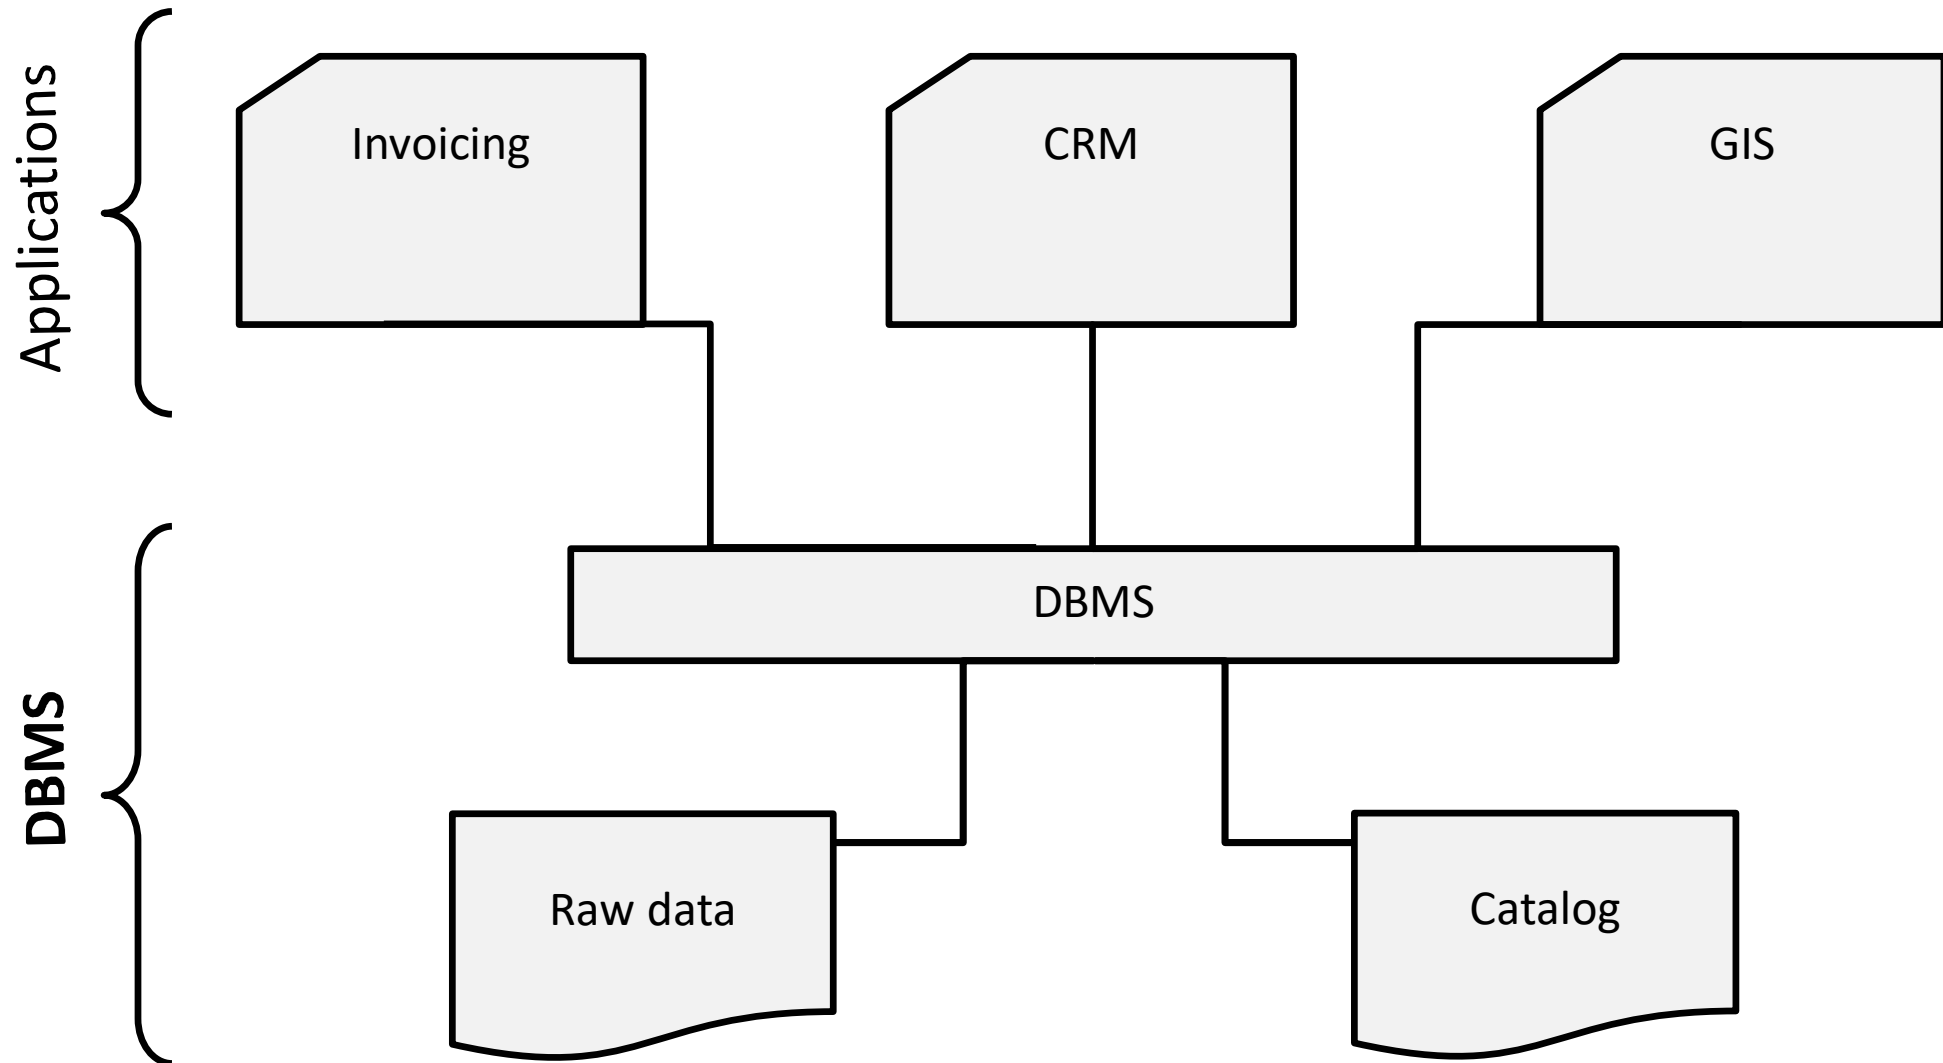 Applications
Invoicing
CRM
GIS
DBMS
DBMS
Raw data
Catalog